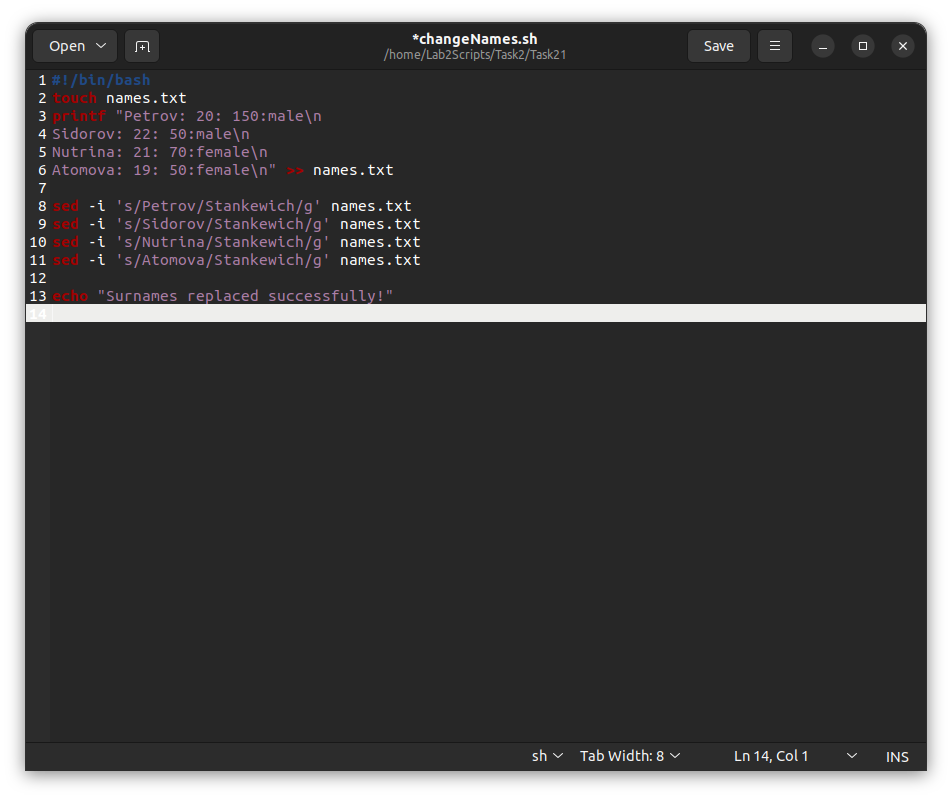 Open
*changeNames.sh
/home/Lab2Scripts/Task2/Task21
Save
1 #!/bin/bash
2 touch names.txt
3 printf "Petrov: 20: 150:male\n
4 Sidorov: 22: 50:male\n
5 Nutrina: 21: 70:female\n
6 Atomova: 19: 50:female\n" >> names.txt
7
8 sed -i 's/Petrov/Stankewich/g' names.txt
9 sed -i 's/Sidorov/Stankewich/g' names.txt
10 sed -i 's/Nutrina/Stankewich/g' names.txt
11 sed -i 's/Atomova/Stankewich/g' names.txt
12
13 echo "Surnames replaced successfully!"
14
sh Tab Width: 8 Ln 14, Col 1 INS